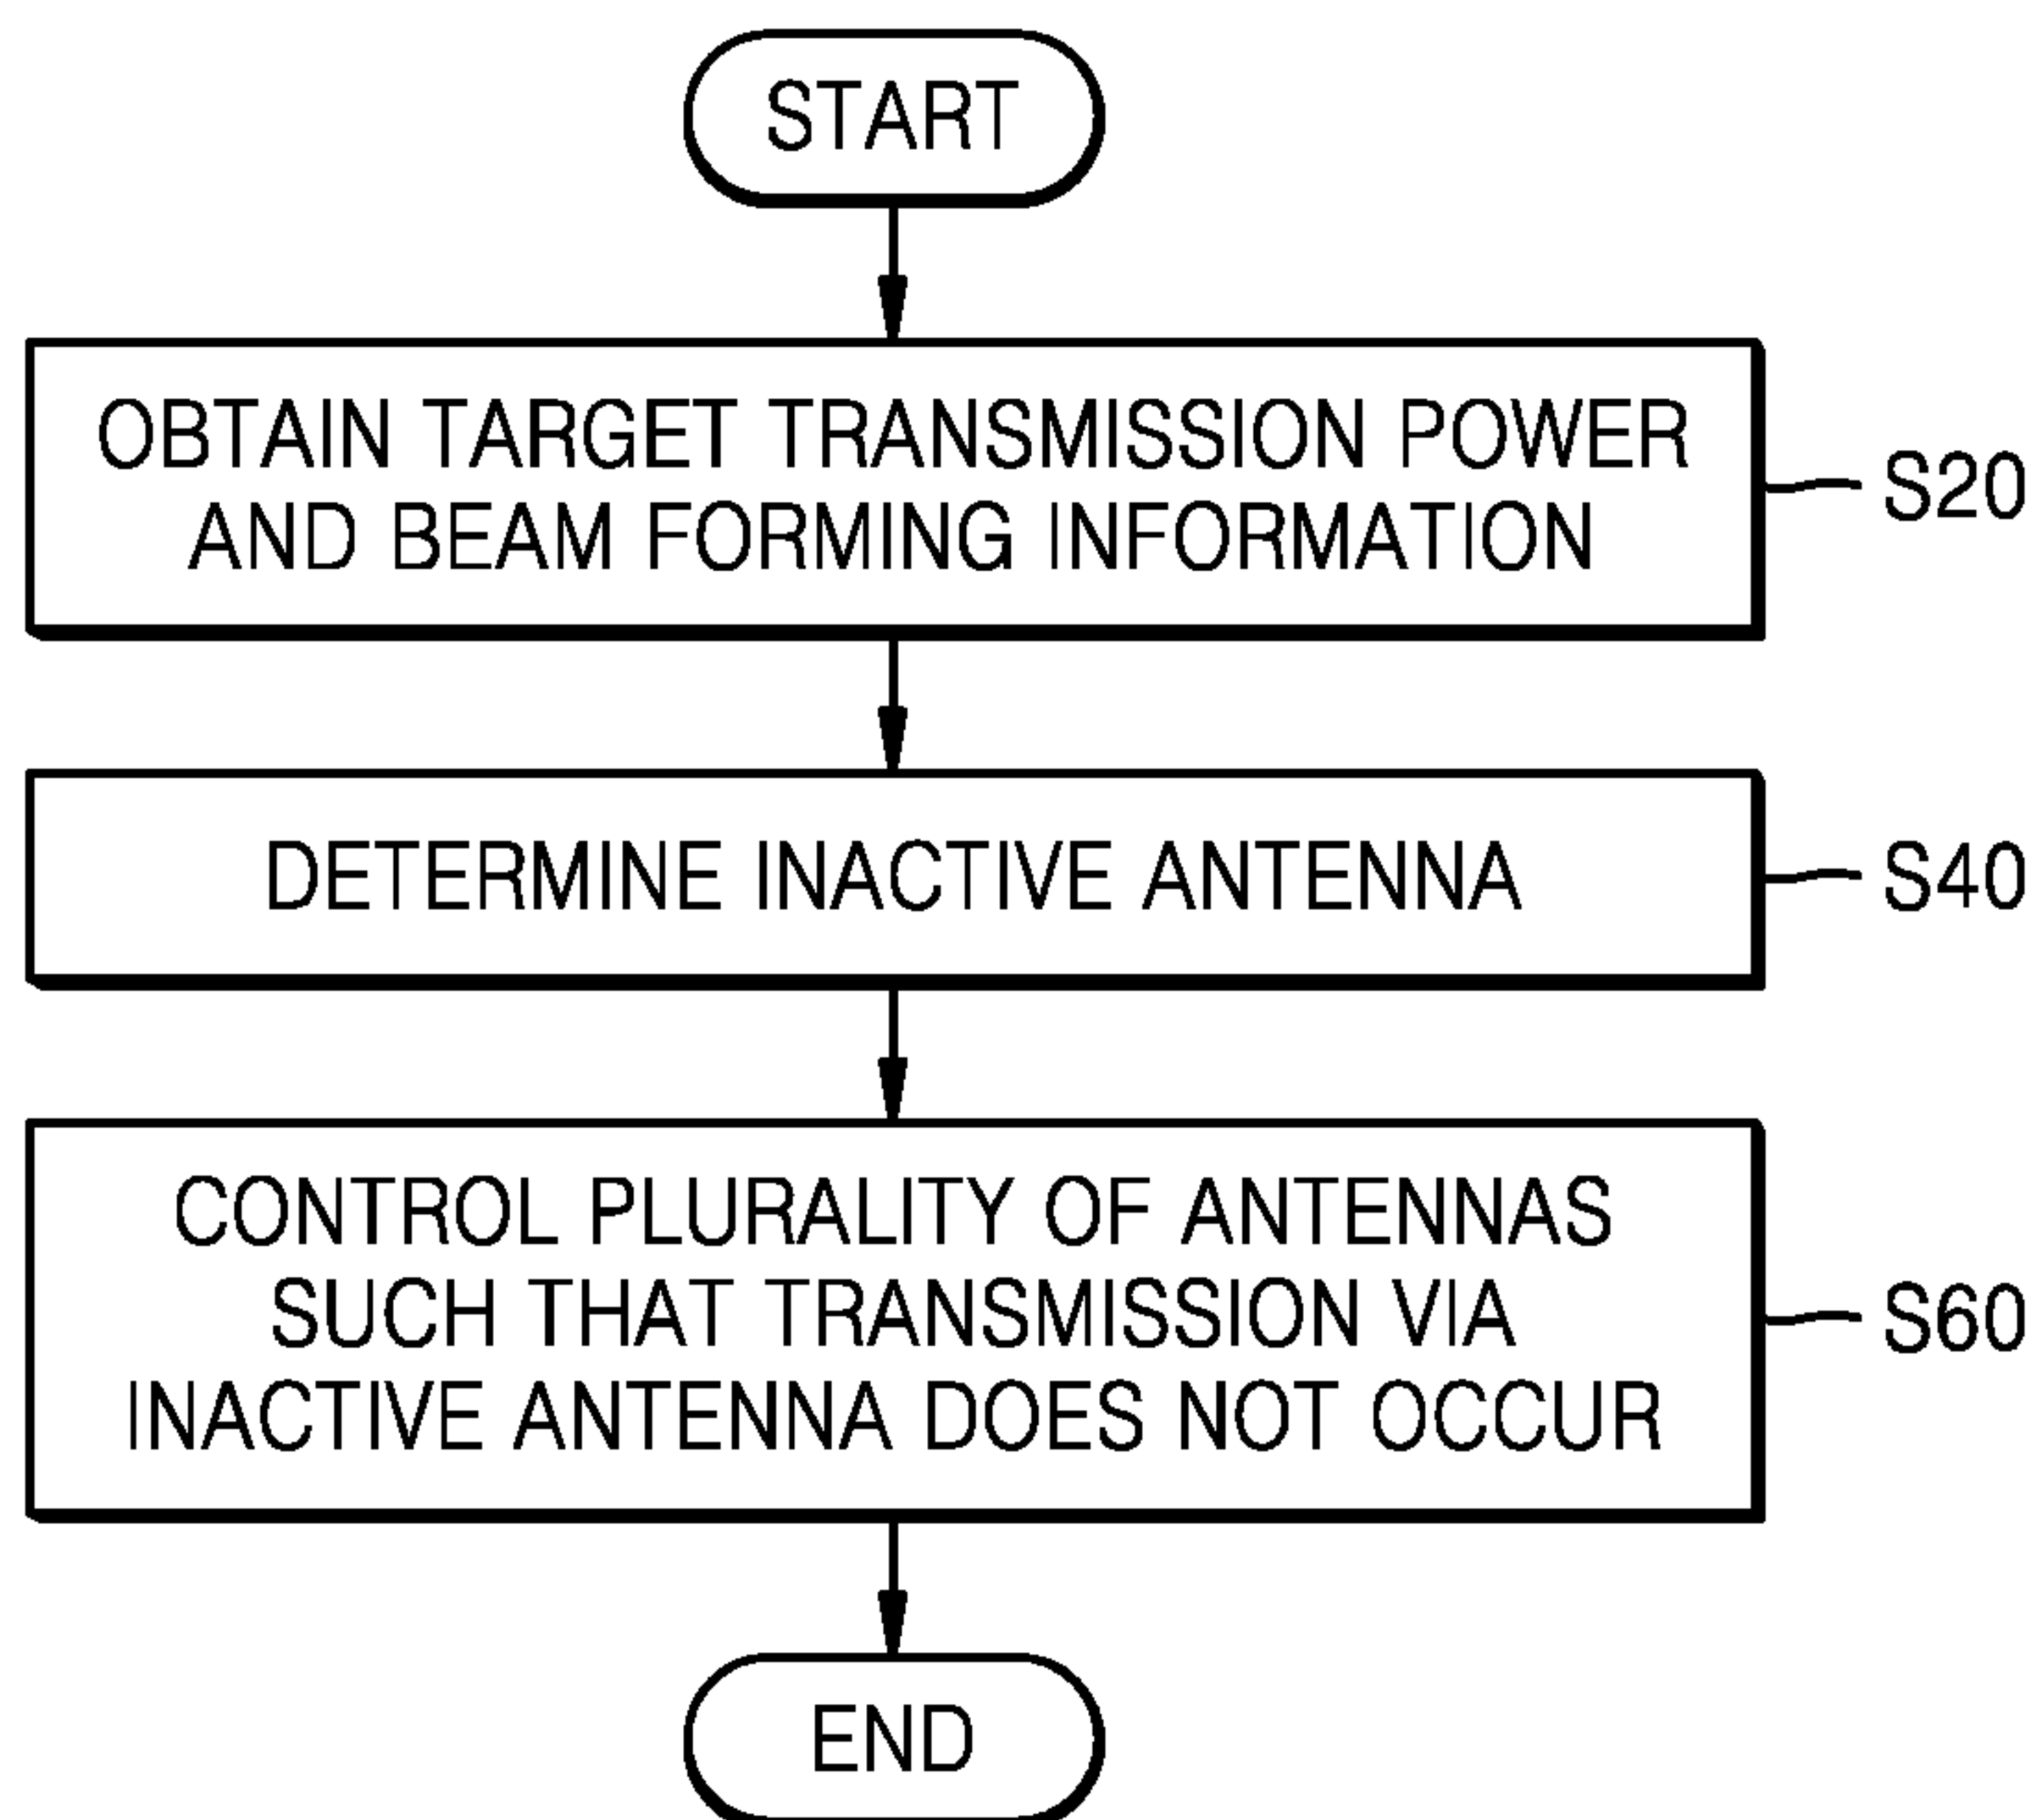 START
OBTAIN TARGET TRANSMISSION POWER
AND BEAM FORMING INFORMATION
S20
DETERMINE INACTIVE ANTENNA
S40
CONTROL PLURALITY OF ANTENNAS
SUCH THAT TRANSMISSION VIA
INACTIVE ANTENNA DOES NOT OCCUR
S60
END